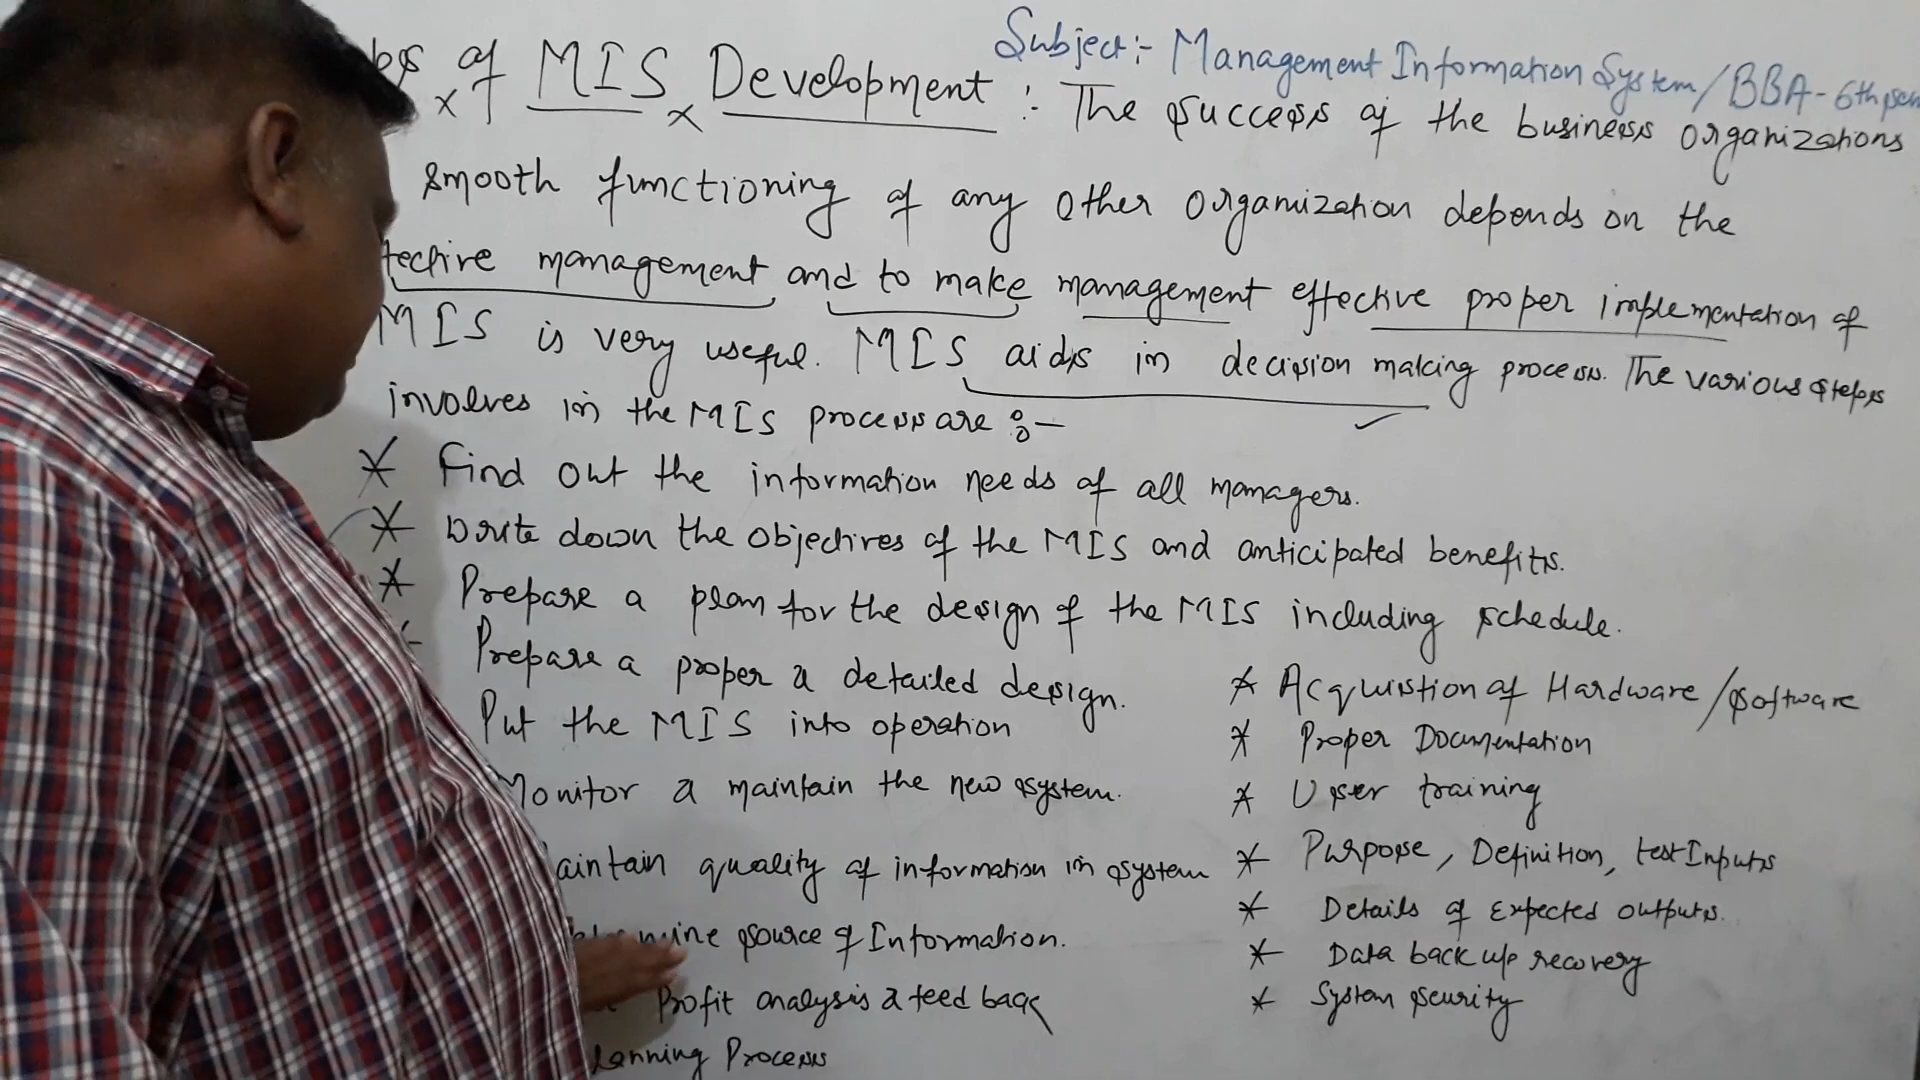 Subject:- Management Information System/BBA-6th sem
of MIS Development : The success of the business organizations
smooth functioning of any other organization depends on the
management and to make management effective proper implementation of
MIS is very useful. MIS aids in decision making process. The various steps
involves in the MIS process are :-
* Find out the information needs of all managers.
* Write down the objectives of the MIS and anticipated benefits.
* Prepare a plan for the design of the MIS including schedule.
Prepare a proper & detailed design.
Put the MIS into operation
Monitor & maintain the new system.
aintain quality of information in system
mine source of Information.
Profit analysis & feed back
lanning Process
* Acquistion of Hardware/software
* Proper Documentation
* User training
* Purpose, Definition, test Inputs
* Details of Expected outputs.
* Data back up recovery
* System security